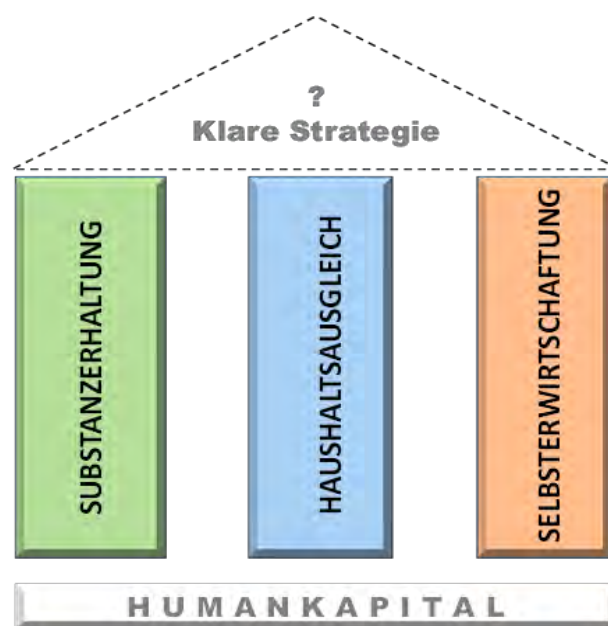 ?
Klare Strategie
SUBSTANZERHALTUNG
HAUSHALTSAUSGLEICH
SELBSTERWIRTSCHAFTUNG
HUMANKAPITAL